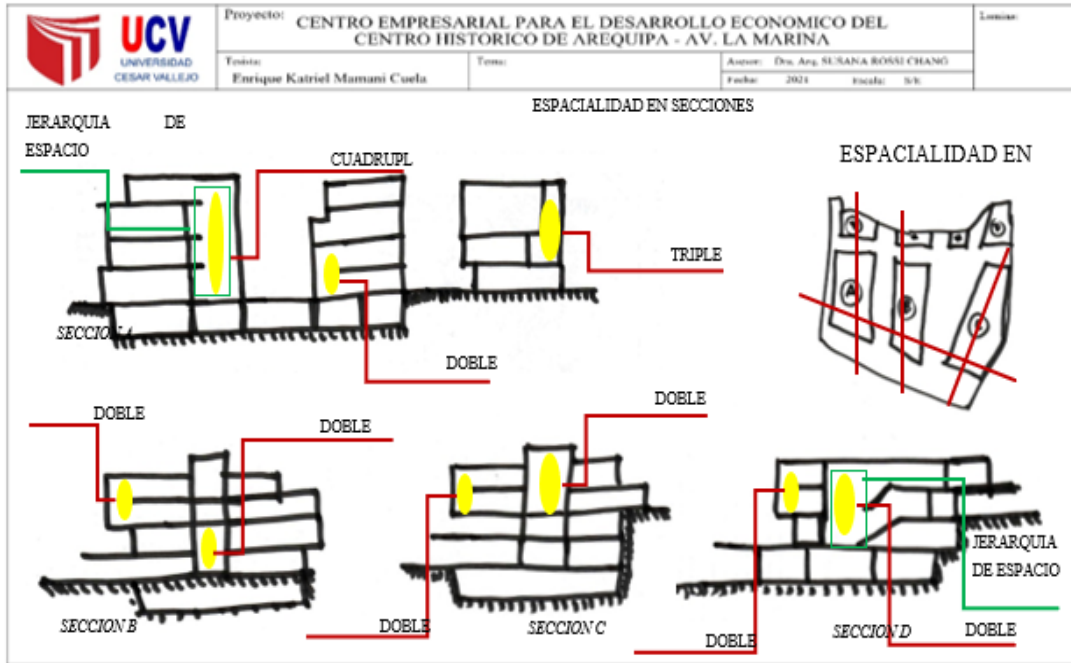 UCV
UNIVERSIDAD
CESAR VALLEJO
Proyecto:
CENTRO EMPRESARIAL PARA EL DESARROLLO ECONOMICO DEL
CENTRO HISTORICO DE AREQUIPA - AV. LA MARINA
Tesista:
Enrique Katriel Mamani Cuela
Tema:
Asesor: Dra. Arq. SUSANA ROSSI CHANG
Fecha: 2021 Escala: S/E
Lamina:
ESPACIALIDAD EN SECCIONES
JERARQUIA DE
ESPACIO
CUADRUPL
TRIPLE
DOBLE
SECCION A
ESPACIALIDAD EN
A
B
C
DOBLE
DOBLE
SECCION B
DOBLE
DOBLE
SECCION C
JERARQUIA
DE ESPACIO
DOBLE
SECCION D
DOBLE